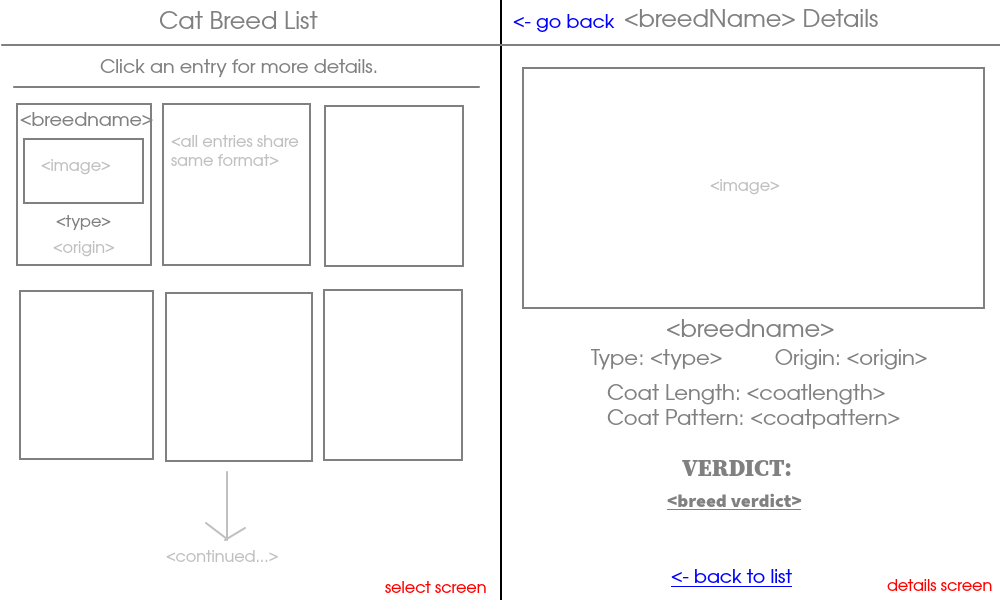 Cat Breed List
Click an entry for more details.
<breedname>
<image>
<type>
<origin>
<all entries share
same format>
<continued...>
select screen
<- go back
<breedName> Details
<image>
<breedname>
Type: <type>
Origin: <origin>
Coat Length: <coatlength>
Coat Pattern: <coatpattern>
VERDICT:
<breed verdict>
<- back to list
details screen